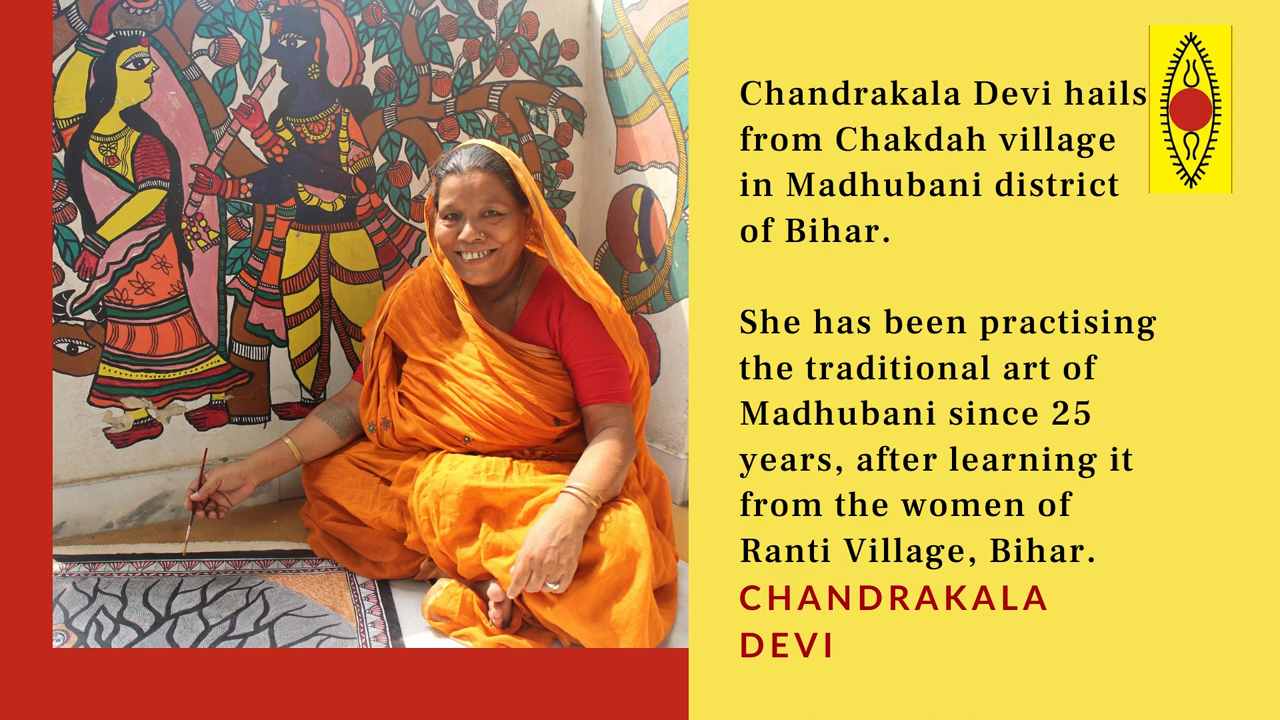 Chandrakala Devi hails
from Chakdah village
in Madhubani district
of Bihar.
She has been practising
the traditional art of
Madhubani since 25
years, after learning it
from the women of
Ranti Village, Bihar.
CHANDRAKALA
DEVI